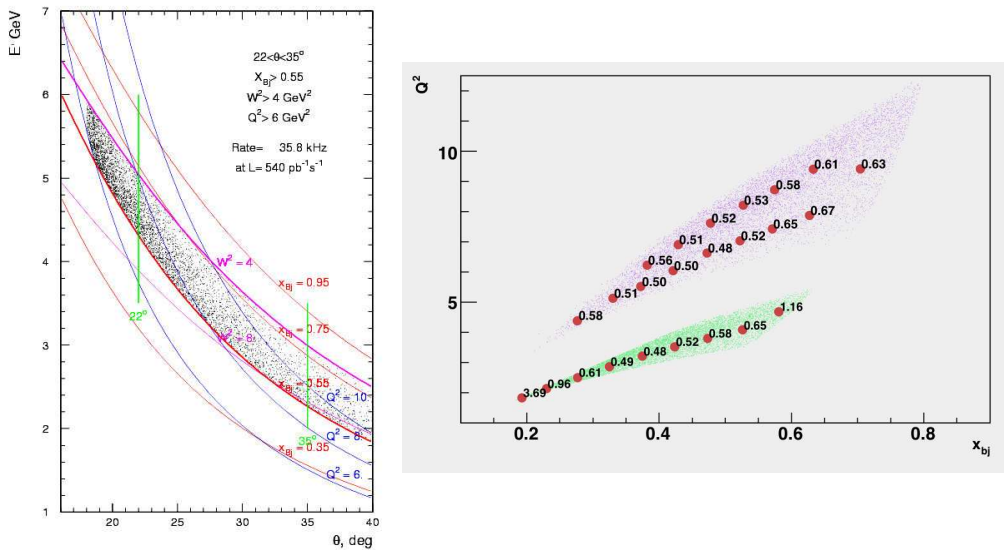 E' GeV
7
6
5
4
3
2
1
22<θ<35°
X_Bj > 0.55
W² > 4 GeV²
Q² > 6 GeV²
Rate= 35.8 kHz
at L= 540 pb⁻¹s⁻¹
W² = 4
x_Bj = 0.95
22°
W² = 8.
x_Bj = 0.75
x_Bj = 0.55
Q² = 10.
35°
Q² = 8.
x_Bj = 0.35
Q² = 6.
20 25 30 35 40
θ, deg
Q²
10
5
0.61 0.63
0.58
0.53 0.67
0.52 0.65
0.51 0.48 0.52
0.56 0.50
0.50
0.51
0.58
1.16
0.65
0.58
0.52
0.48
0.49
0.61
0.96
3.69
0.2 0.4 0.6 0.8
x_bj